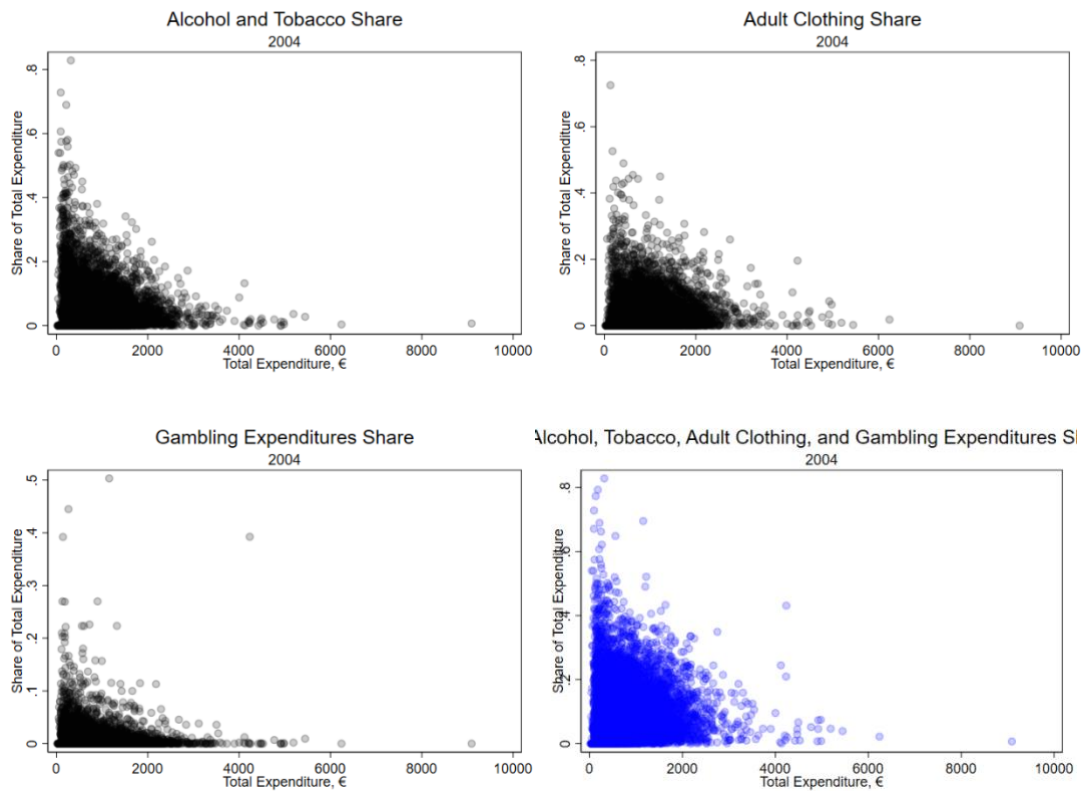 Alcohol and Tobacco Share
2004
Share of Total Expenditure
0 .2 .4 .6 .8
0 2000 4000 6000 8000 10000
Total Expenditure, €
Adult Clothing Share
2004
Share of Total Expenditure
0 .2 .4 .6 .8
0 2000 4000 6000 8000 10000
Total Expenditure, €
Gambling Expenditures Share
2004
Share of Total Expenditure
0 .1 .2 .3 .4 .5
0 2000 4000 6000 8000 10000
Total Expenditure, €
Alcohol, Tobacco, Adult Clothing, and Gambling Expenditures
2004
Share of Total Expenditure
0 .2 .4 .6 .8
0 2000 4000 6000 8000 10000
Total Expenditure, €